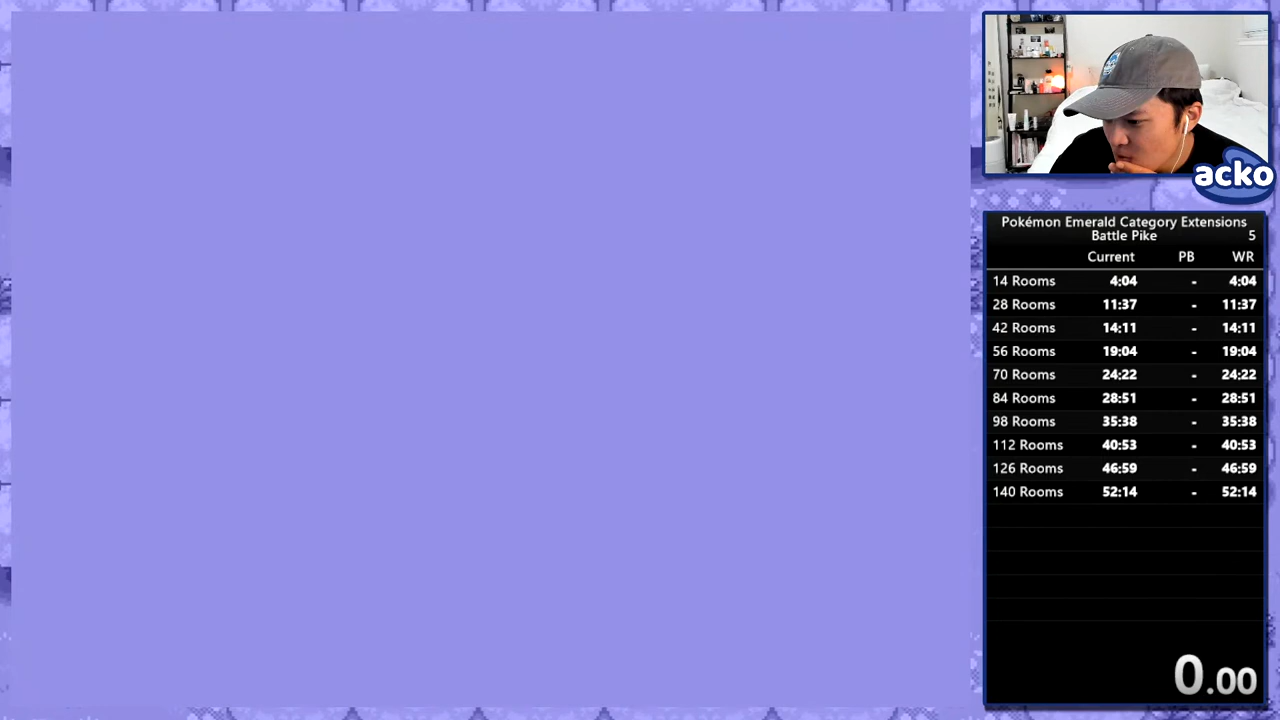 acko
Pokémon Emerald Category Extensions
Battle Pike 5
Current PB WR
14 Rooms 4:04 - 4:04
28 Rooms 11:37 - 11:37
42 Rooms 14:11 - 14:11
56 Rooms 19:04 - 19:04
70 Rooms 24:22 - 24:22
84 Rooms 28:51 - 28:51
98 Rooms 35:38 - 35:38
112 Rooms 40:53 - 40:53
126 Rooms 46:59 - 46:59
140 Rooms 52:14 - 52:14
0.00